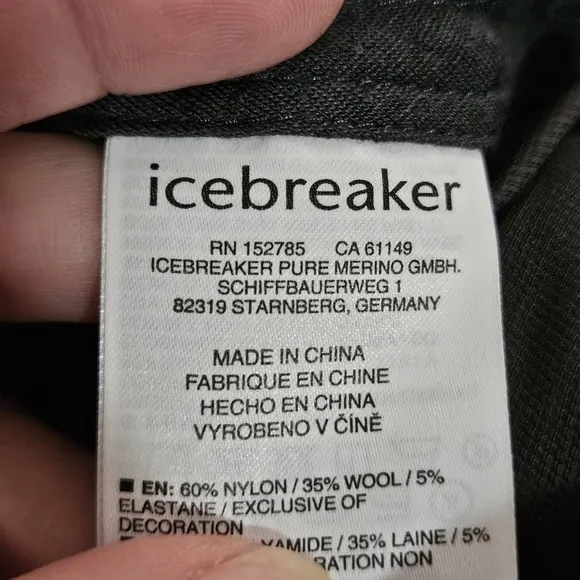 icebreaker
RN 152785 CA 61149
ICEBREAKER PURE MERINO GMBH.
SCHIFFBAUERWEG 1
82319 STARNBERG, GERMANY
MADE IN CHINA
FABRIQUE EN CHINE
HECHO EN CHINA
VYROBENO V ČÍNĚ
■ EN: 60% NYLON / 35% WOOL / 5%
ELASTANE / EXCLUSIVE OF
DECORATION
/ 35% LAINE / 5%
NON